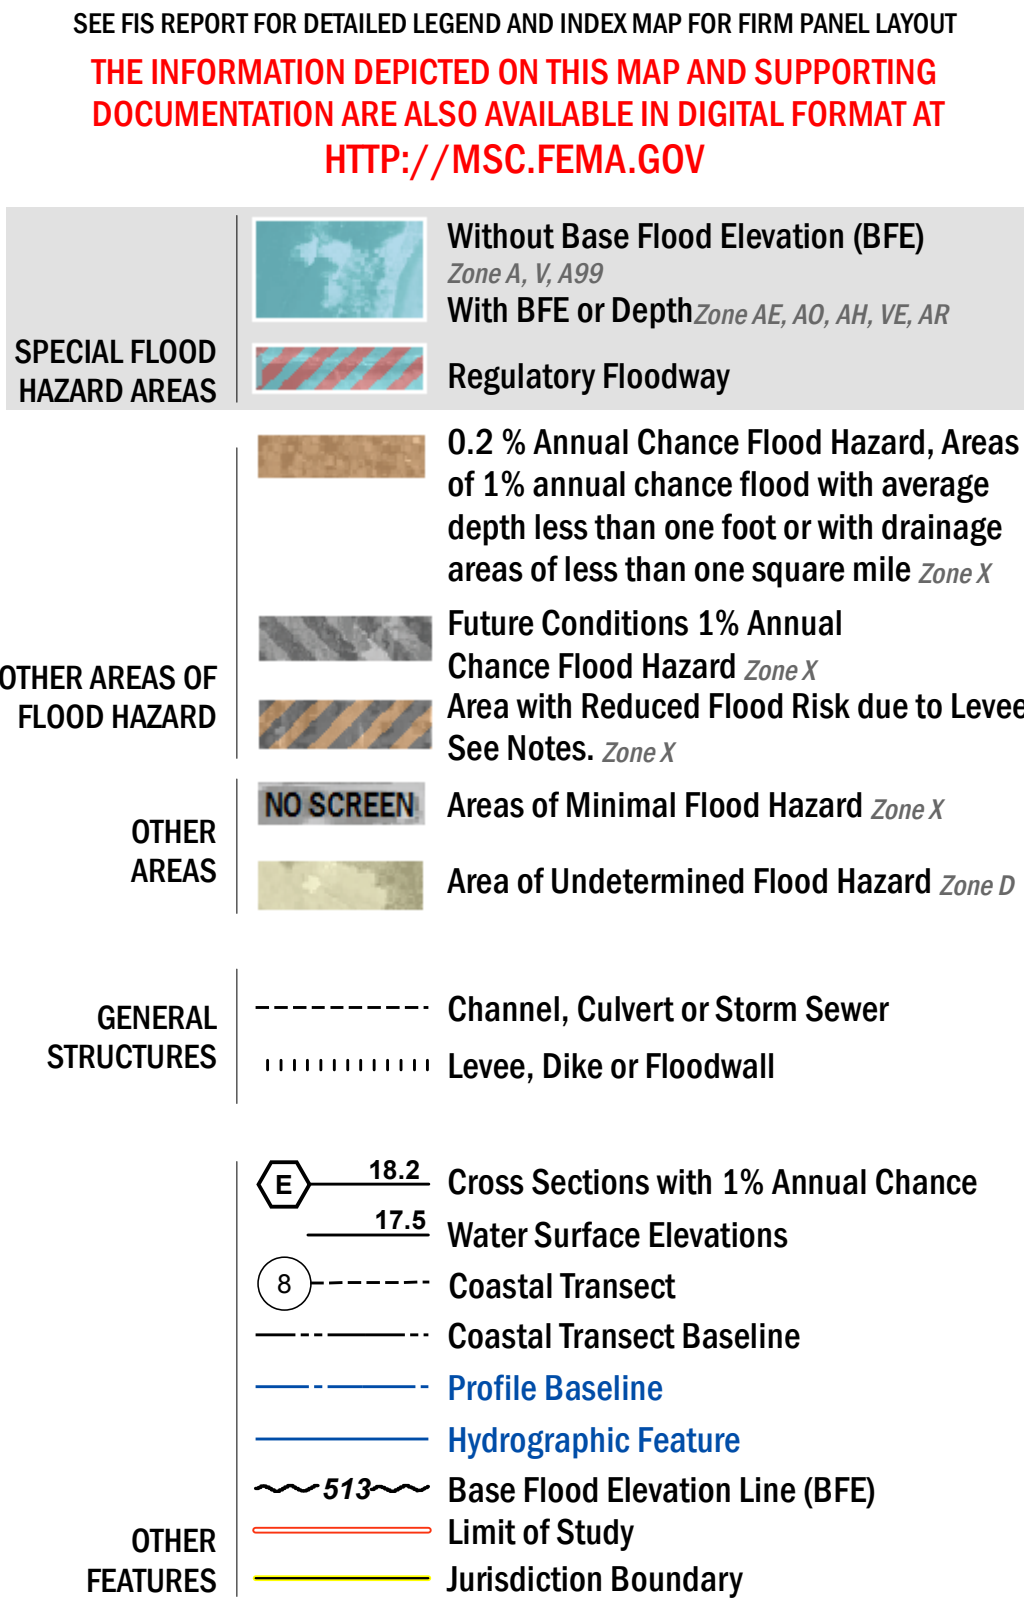 SEE FIS REPORT FOR DETAILED LEGEND AND INDEX MAP FOR FIRM PANEL LAYOUT
THE INFORMATION DEPICTED ON THIS MAP AND SUPPORTING
DOCUMENTATION ARE ALSO AVAILABLE IN DIGITAL FORMAT AT
HTTP://MSC.FEMA.GOV
SPECIAL FLOOD
HAZARD AREAS
Without Base Flood Elevation (BFE)
Zone A, V, A99
With BFE or Depth Zone AE, AO, AH, VE, AR
Regulatory Floodway
OTHER AREAS OF
FLOOD HAZARD
0.2 % Annual Chance Flood Hazard, Areas
of 1% annual chance flood with average
depth less than one foot or with drainage
areas of less than one square mile Zone X
Future Conditions 1% Annual
Chance Flood Hazard Zone X
Area with Reduced Flood Risk due to Levee
See Notes. Zone X
OTHER
AREAS
NO SCREEN Areas of Minimal Flood Hazard Zone X
Area of Undetermined Flood Hazard Zone D
GENERAL
STRUCTURES
Channel, Culvert or Storm Sewer
Levee, Dike or Floodwall
OTHER
FEATURES
E 18.2 Cross Sections with 1% Annual Chance
17.5 Water Surface Elevations
8 Coastal Transect
Coastal Transect Baseline
Profile Baseline
Hydrographic Feature
513 Base Flood Elevation Line (BFE)
Limit of Study
Jurisdiction Boundary